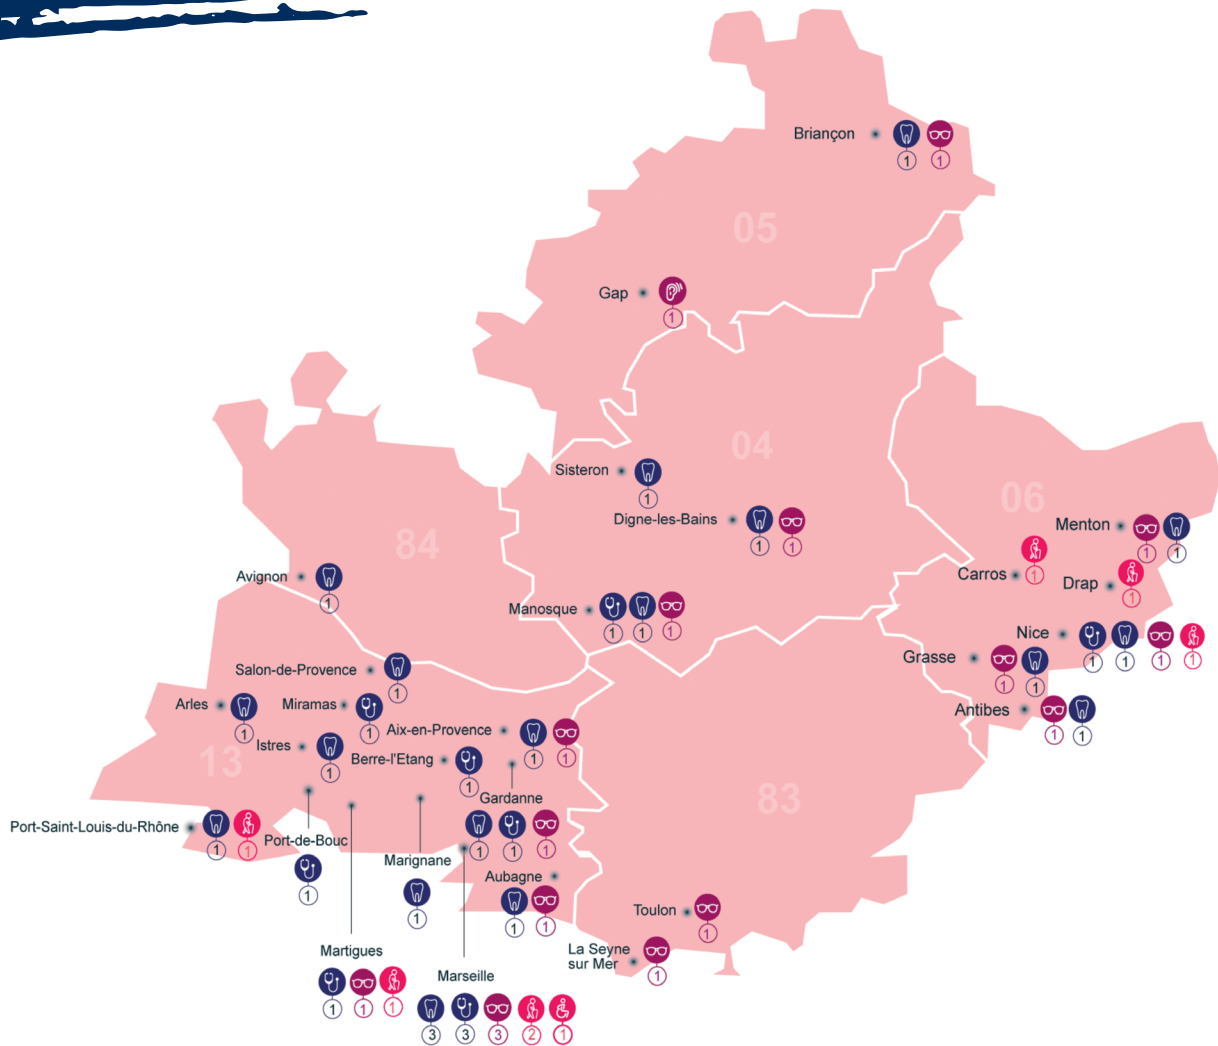 Briançon
1 1
05
Gap
1
04
Sisteron
1
Digne-les-Bains
1 1
06
Menton
1 1
84
Carros
1
Drap
1
Avignon
1
Manosque
1 1 1
Nice
1 1 1 1
Grasse
1 1
Salon-de-Provence
1
Arles
1
Miramas
1
Antibes
1 1
Aix-en-Provence
1 1
Istres
1
13
Berre-l'Etang
1
83
Gardanne
1 1 1
Port-Saint-Louis-du-Rhône
1 1
Port-de-Bouc
1
Marignane
1
Aubagne
1 1
Toulon
1
La Seyne
sur Mer
1
Martigues
1 1 1
Marseille
3 3 3 2 1